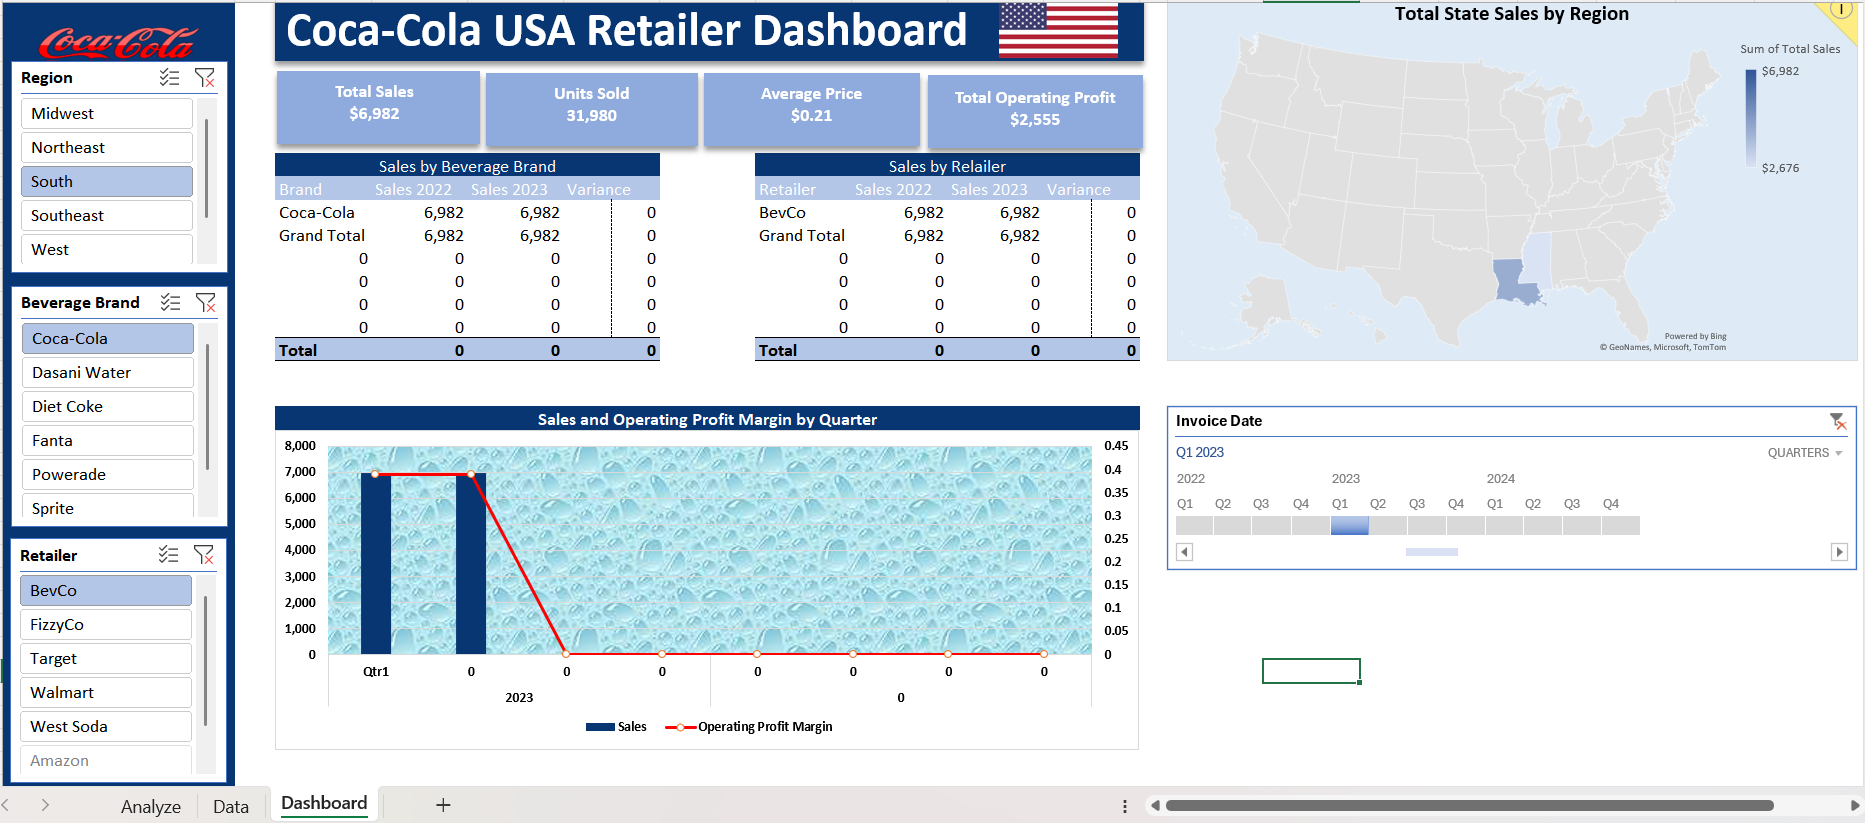 Coca-Cola
Region
Midwest
Northeast
South
Southeast
West
Beverage Brand
Coca-Cola
Dasani Water
Diet Coke
Fanta
Powerade
Sprite
Retailer
BevCo
FizzyCo
Target
Walmart
West Soda
Amazon
Coca-Cola USA Retailer Dashboard
Total Sales
$6,982
Units Sold
31,980
Average Price
$0.21
Total Operating Profit
$2,555
Sales by Beverage Brand
Brand Sales 2022 Sales 2023 Variance
Coca-Cola 6,982 6,982 0
Grand Total 6,982 6,982 0
0 0 0 0
0 0 0 0
0 0 0 0
0 0 0 0
Total 0 0 0
Sales by Relailer
Retailer Sales 2022 Sales 2023 Variance
BevCo 6,982 6,982 0
Grand Total 6,982 6,982 0
0 0 0 0
0 0 0 0
0 0 0 0
0 0 0 0
Total 0 0 0
Total State Sales by Region
Sum of Total Sales
$6,982
$2,676
Powered by Bing
© GeoNames, Microsoft, TomTom
Sales and Operating Profit Margin by Quarter
8,000
7,000
6,000
5,000
4,000
3,000
2,000
1,000
0
0.45
0.4
0.35
0.3
0.25
0.2
0.15
0.1
0.05
0
Qtr1 0 0 0 0 0 0 0
2023 0
Sales Operating Profit Margin
Invoice Date
Q1 2023
QUARTERS
2022 2023 2024
Q1 Q2 Q3 Q4 Q1 Q2 Q3 Q4 Q1 Q2 Q3 Q4
Analyze Data Dashboard